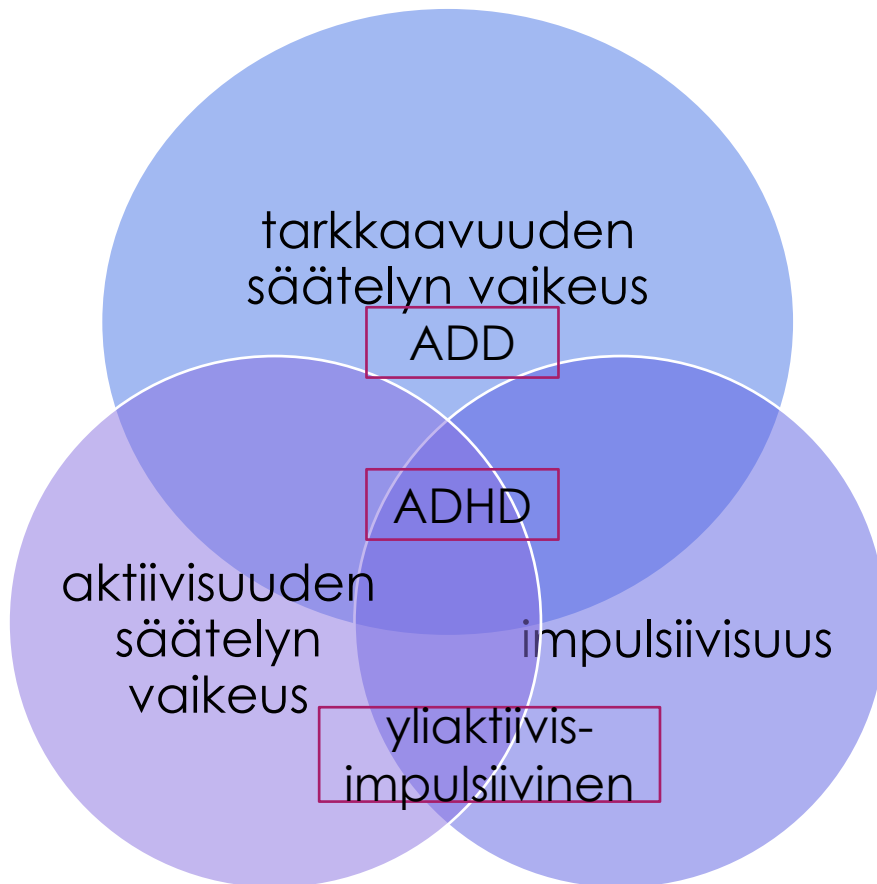 tarkkaavuuden
säätelyn vaikeus
ADD
ADHD
aktiivisuuden
säätelyn
vaikeus
impulsiivisuus
yliaktiivis-
impulsiivinen